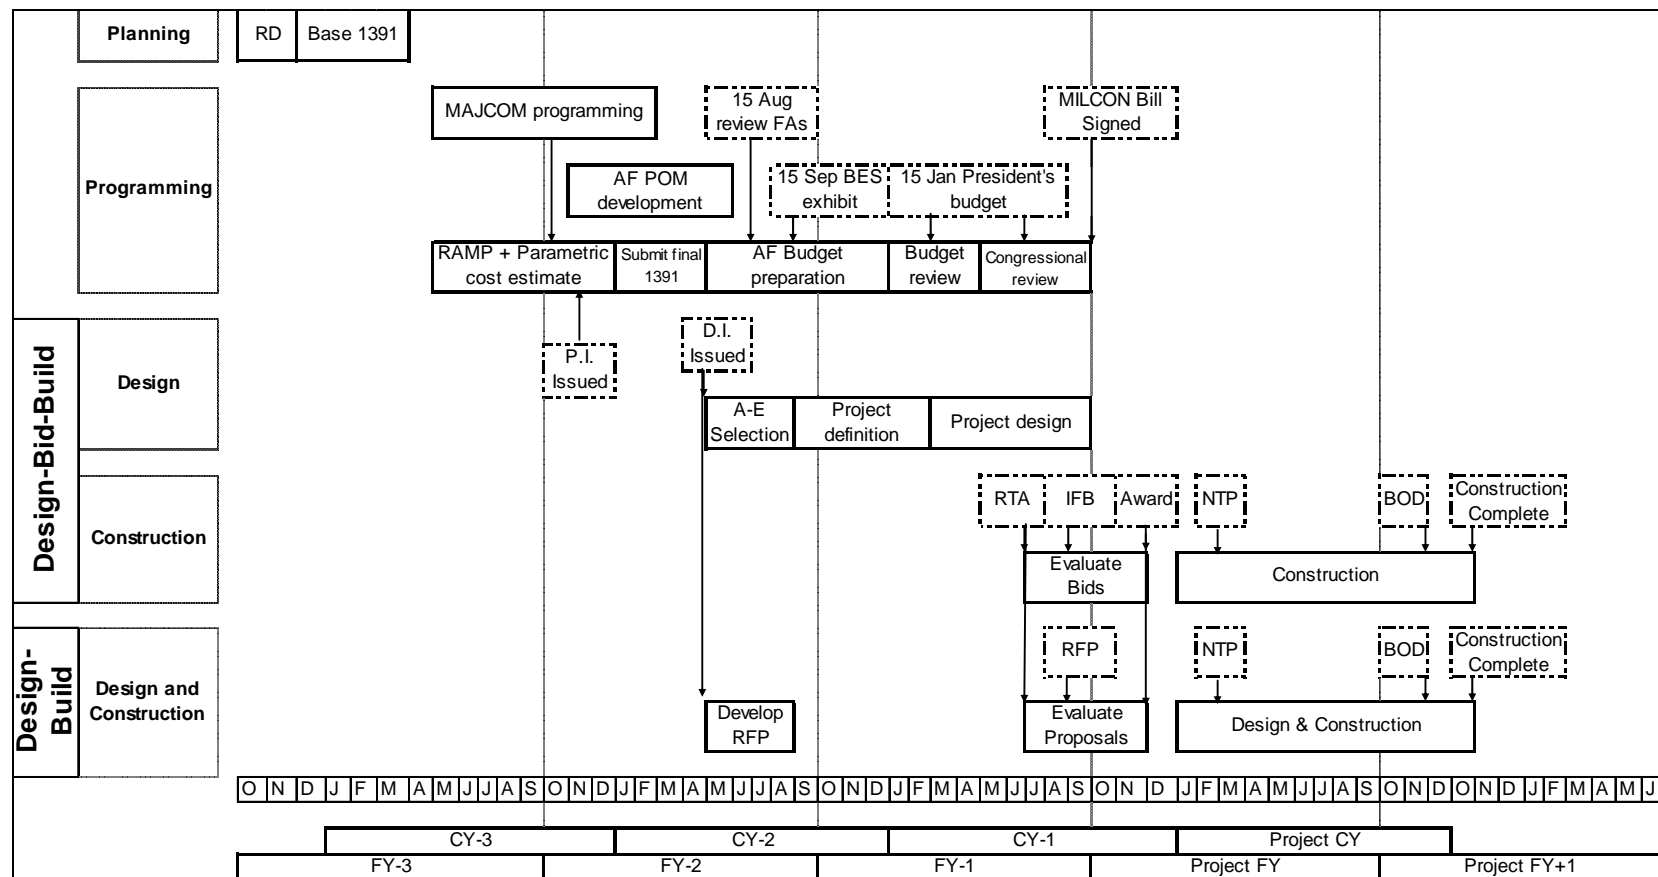 Planning
RD
Base 1391
MAJCOM programming
15 Aug
review FAs
MILCON Bill
Signed
Programming
AF POM
development
15 Sep BES
exhibit
15 Jan President's
budget
RAMP + Parametric
cost estimate
Submit final
1391
AF Budget
preparation
Budget
review
Congressional
review
Design-Bid-Build
Design
P.I.
Issued
D.I.
Issued
A-E
Selection
Project
definition
Project design
Construction
RTA
IFB
Award
NTP
BOD
Construction
Complete
Evaluate
Bids
Construction
Design-
Build
Design and
Construction
RFP
NTP
BOD
Construction
Complete
Develop
RFP
Evaluate
Proposals
Design & Construction
O N D J F M A M J J A S O N D J F M A M J J A S O N D J F M A M J J A S O N D J F M A M J J A S O N D J F M A M J
CY-3 CY-2 CY-1 Project CY
FY-3 FY-2 FY-1 Project FY Project FY+1